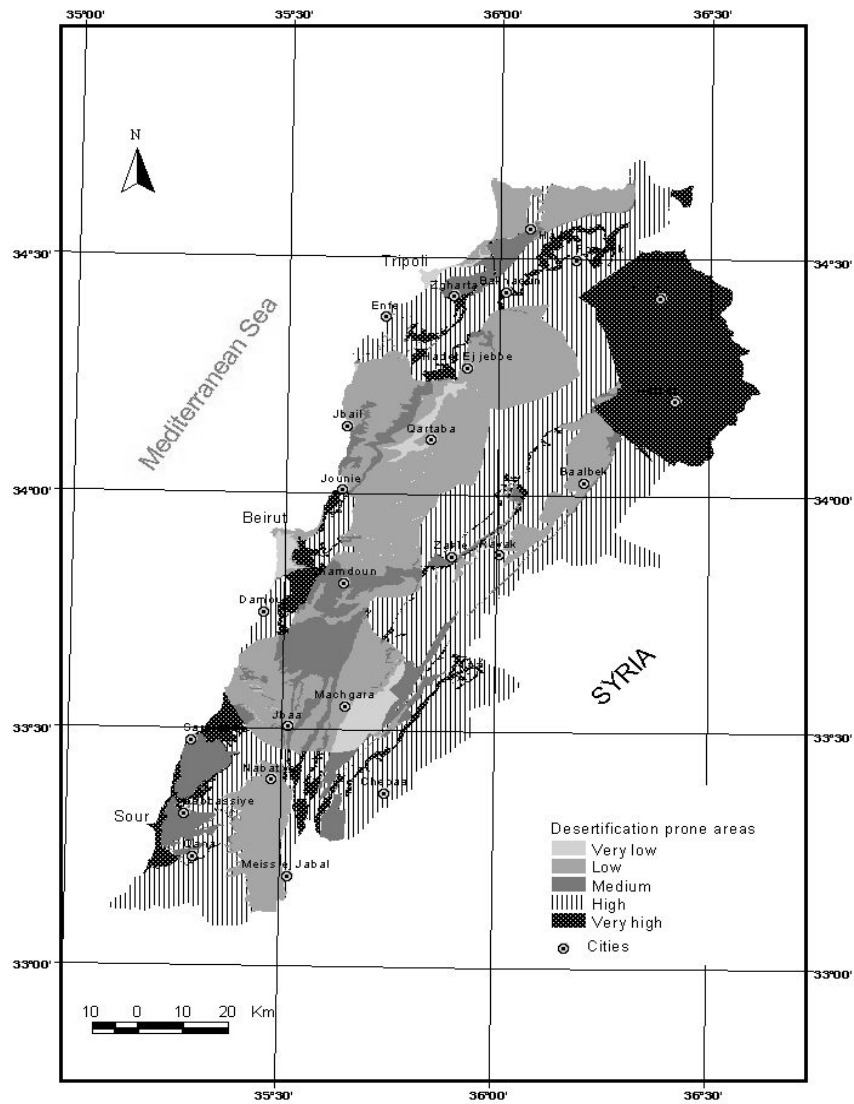 35°00' 35°30' 36°00' 36°30'
N
34°30' 34°30'
Tripoli
Zgharta
Enfe
Hadet Ej jebbe
Mediterranean Sea
Jbail
Qartaba
Baalbek
Jounie
34°00' 34°00'
Beirut
Zahle
SYRIA
Machgara
Jbaa
33°30' 33°30'
Chebaa
Sour
Meiss e Jabal
Desertification prone areas
Very low
Low
Medium
High
Very high
Cities
33°00' 33°00'
10 0 10 20 Km
35°30' 36°00' 36°30'